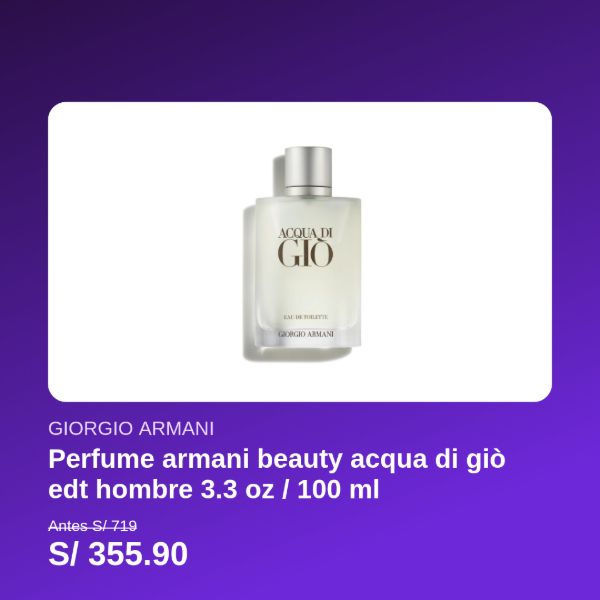 ACQUA DI
GIÒ
EAU DE TOILETTE
GIORGIO ARMANI
GIORGIO ARMANI
Perfume armani beauty acqua di giò
edt hombre 3.3 oz / 100 ml
Antes S/ 719
S/ 355.90